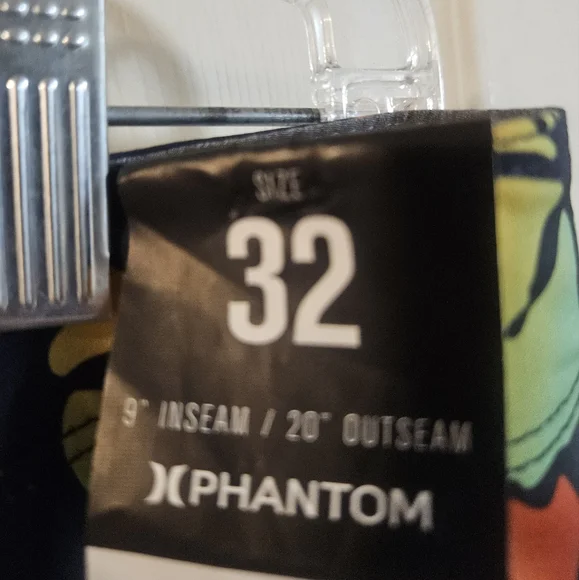 SIZE
32
9" INSEAM / 20" OUTSEAM
PHANTOM